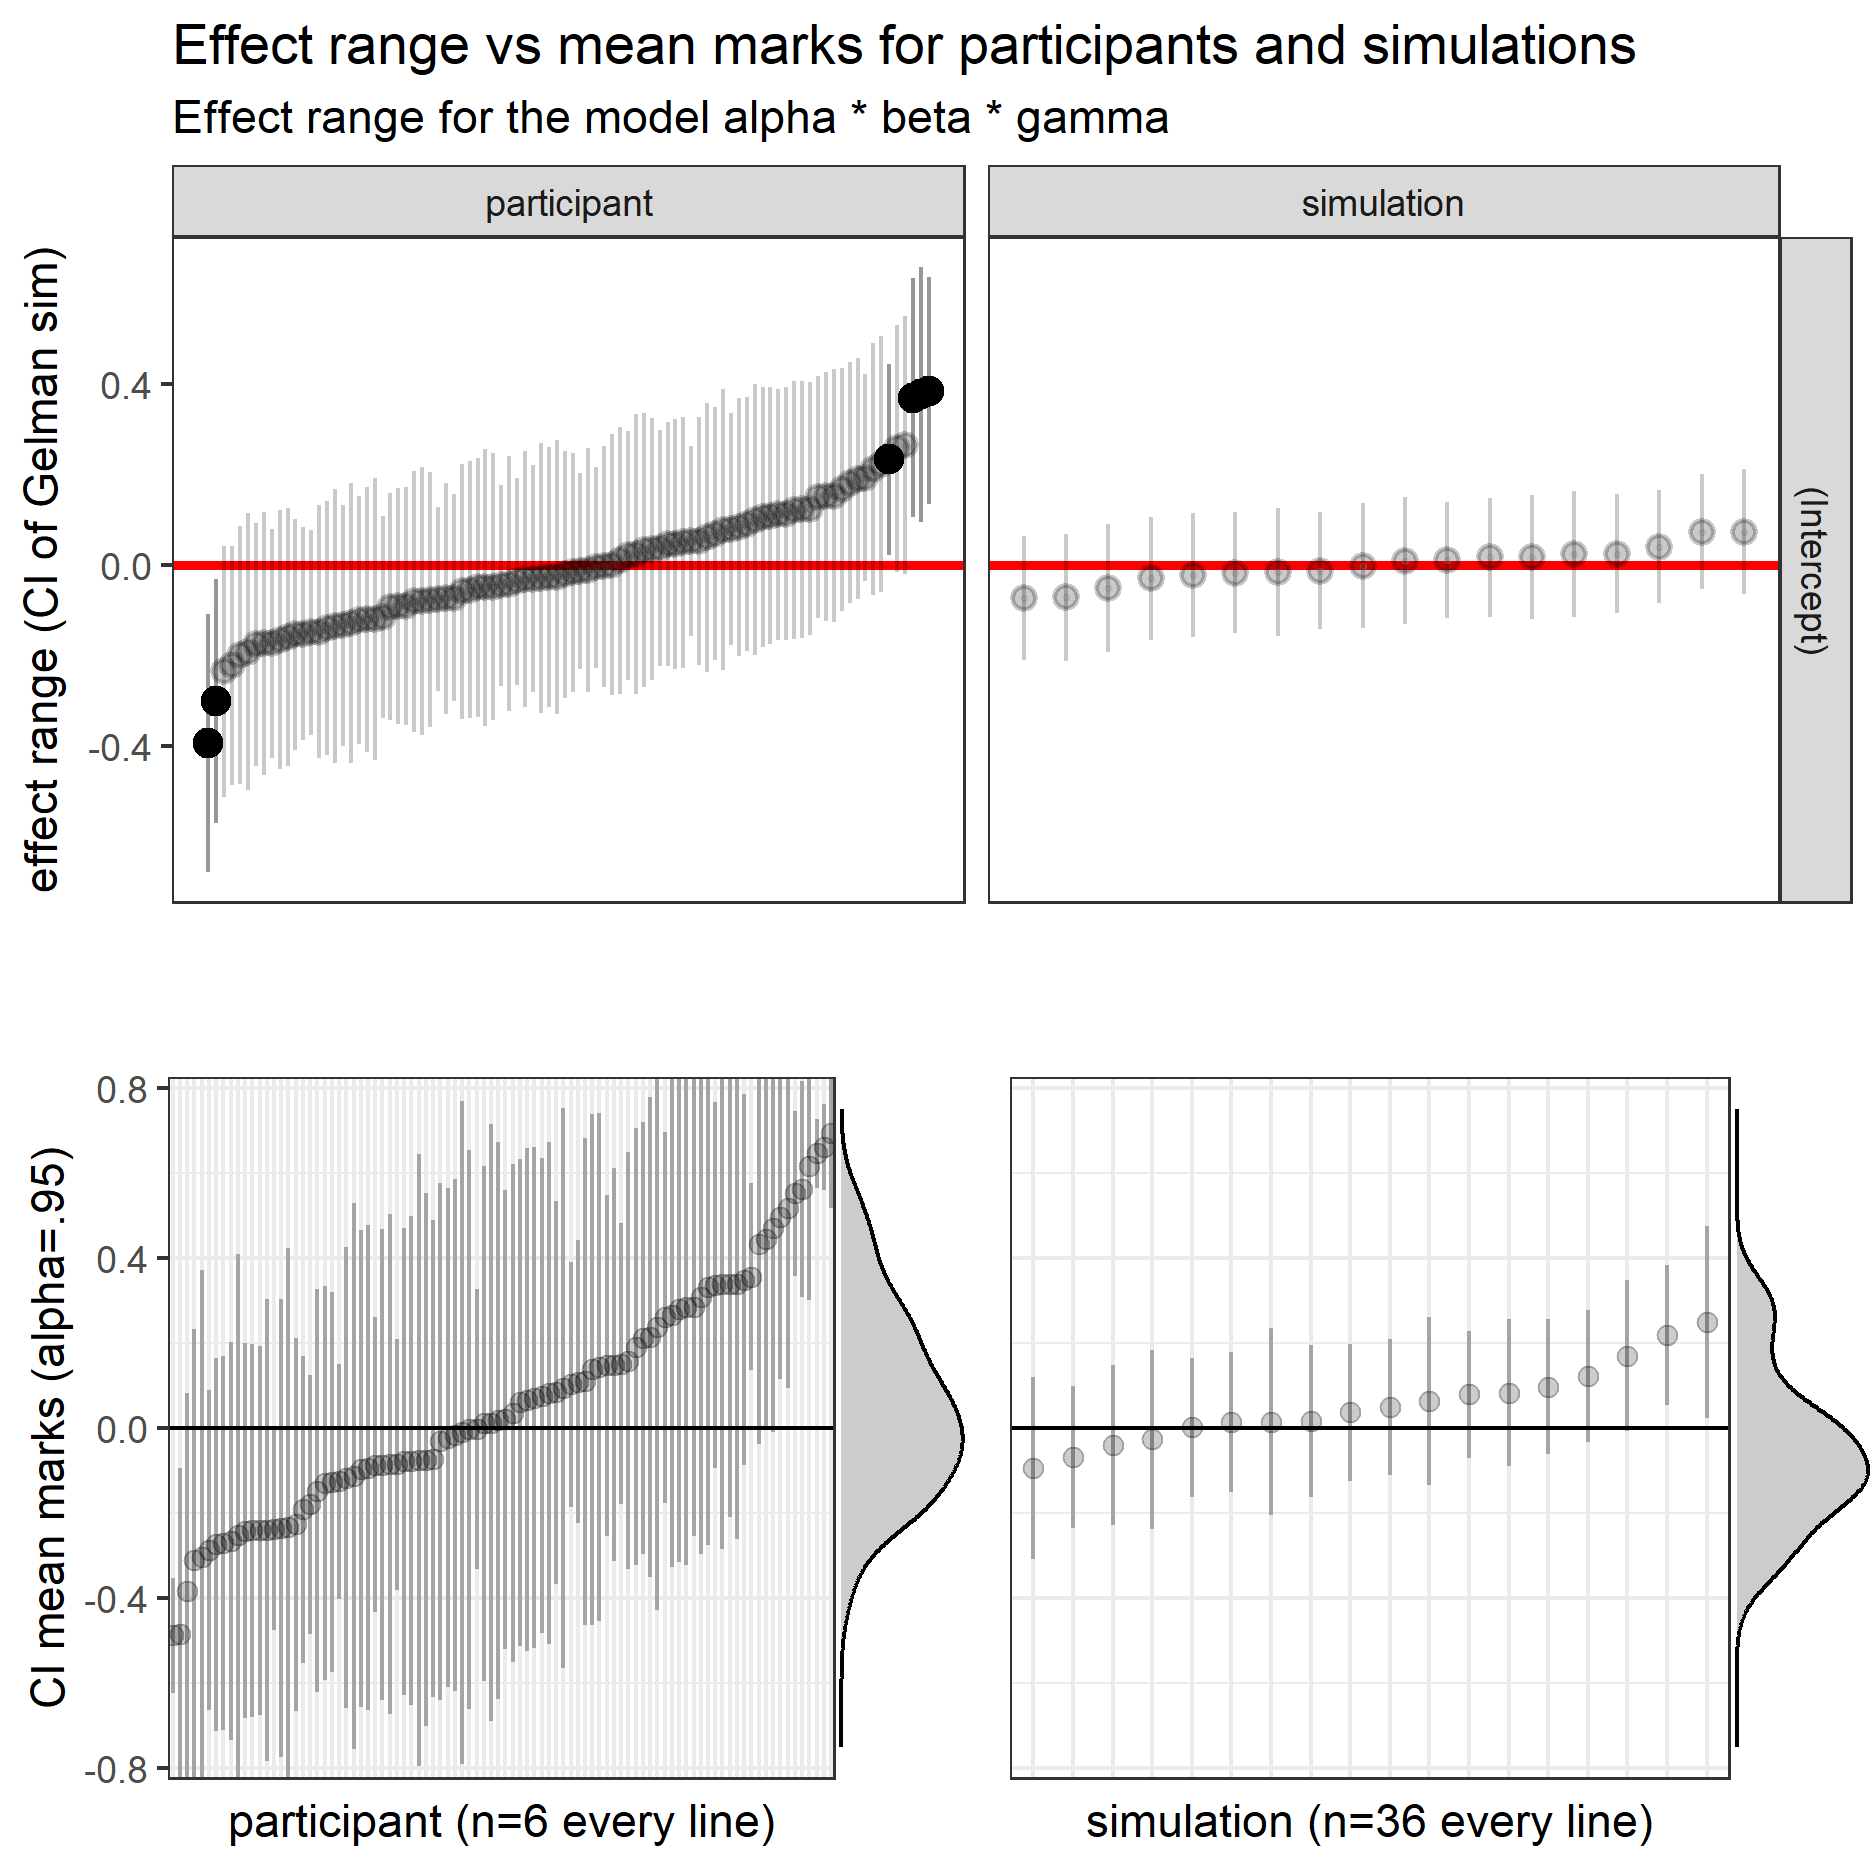 Effect range vs mean marks for participants and simulations
Effect range for the model alpha * beta * gamma
participant
simulation
effect range (CI of Gelman sim)
0.4
0.0
-0.4
(Intercept)
CI mean marks (alpha=.95)
0.8
0.4
0.0
-0.4
-0.8
participant (n=6 every line)
simulation (n=36 every line)